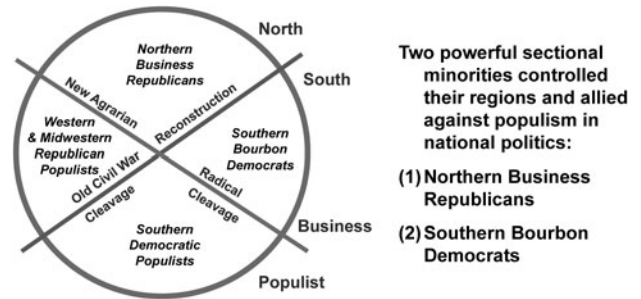 North
Northern
Business
Republicans
South
New Agrarian
Reconstruction
Western
& Midwestern
Republican
Populists
Southern
Bourbon
Democrats
Old Civil War
Cleavage
Radical
Cleavage
Southern
Democratic
Populists
Business
Populist
Two powerful sectional
minorities controlled
their regions and allied
against populism in
national politics:
(1) Northern Business
Republicans
(2) Southern Bourbon
Democrats